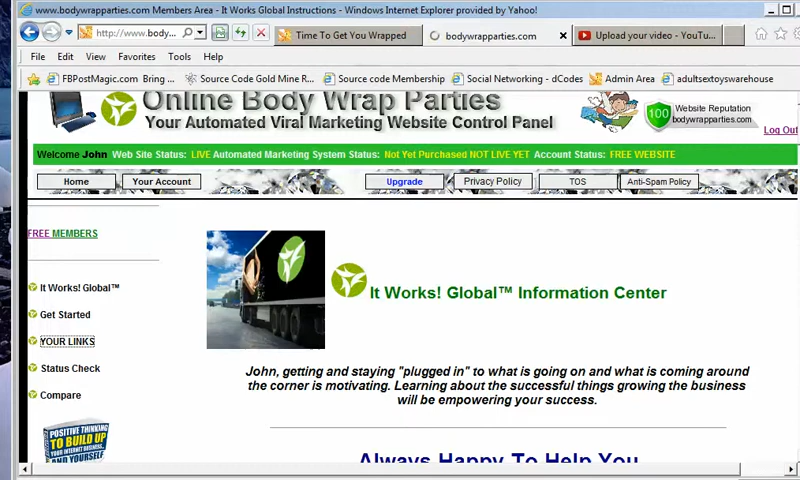 www.bodywrapparties.com Members Area - It Works Global Instructions - Windows Internet Explorer provided by Yahoo!
http://www.body...
Time To Get You Wrapped
bodywrapparties.com
Upload your video - YouTu...
File Edit View Favorites Tools Help
FBPostMagic.com Bring ...
Source Code Gold Mine R...
Source code Membership
Social Networking - dCodes
Admin Area
adultsextoyswarehouse
Online Body Wrap Parties
Your Automated Viral Marketing Website Control Panel
100
Website Reputation
bodywrapparties.com
Log Out
Welcome John Web Site Status: LIVE Automated Marketing System Status: Not Yet Purchased NOT LIVE YET Account Status: FREE WEBSITE
Home Your Account Upgrade Privacy Policy TOS Anti-Spam Policy
FREE MEMBERS
It Works! Global™
Get Started
YOUR LINKS
Status Check
Compare
POSITIVE THINKING
TO BUILD UP
YOUR INTERNET BUSINESS
AND YOURSELF
It Works! Global™ Information Center
John, getting and staying "plugged in" to what is going on and what is coming around
the corner is motivating. Learning about the successful things growing the business
will be empowering your success.
Always Happy To Help You